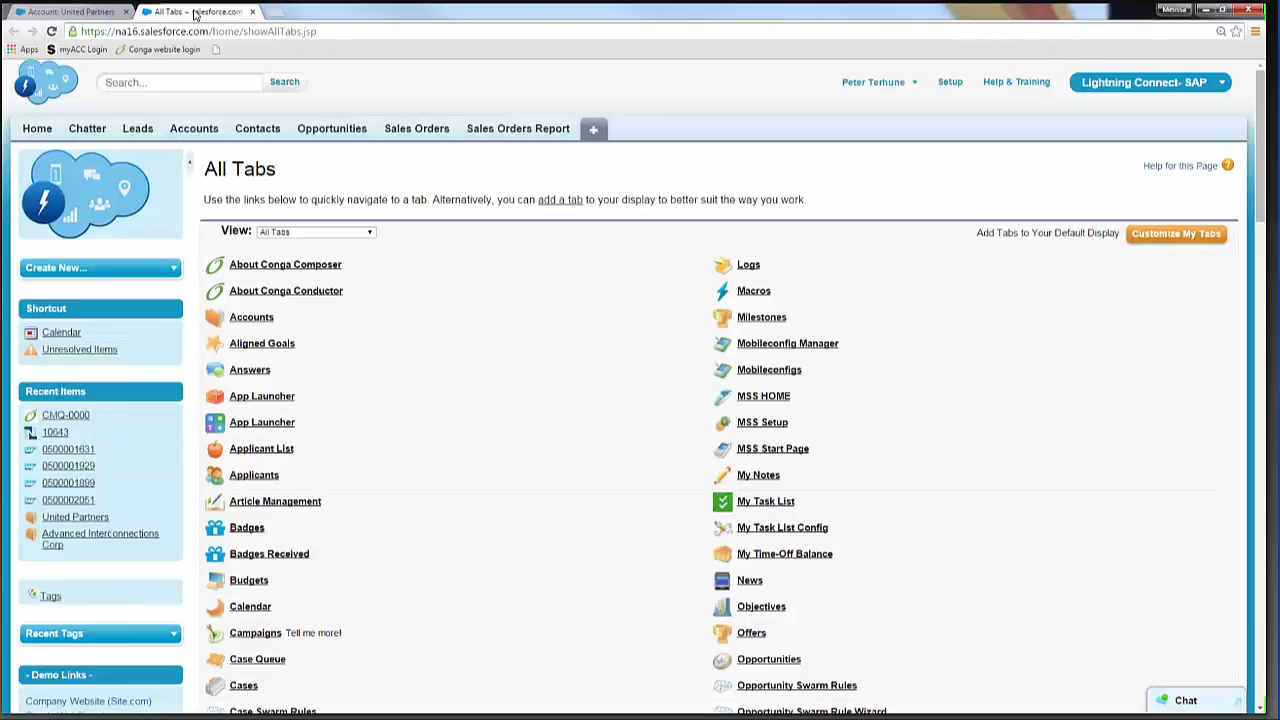 Account: United Partners
All Tabs ~ salesforce.com
Melissa
https://na16.salesforce.com/home/showAllTabs.jsp
Apps
myACC Login
Conga website login
Search...
Search
Peter Terhune
Setup
Help & Training
Lightning Connect- SAP
Home
Chatter
Leads
Accounts
Contacts
Opportunities
Sales Orders
Sales Orders Report
All Tabs
Help for this Page
Use the links below to quickly navigate to a tab. Alternatively, you can add a tab to your display to better suit the way you work.
View:
All Tabs
Add Tabs to Your Default Display
Customize My Tabs
Create New...
Shortcut
Calendar
Unresolved Items
Recent Items
CMQ-0000
10643
0500001631
0500001929
0500001899
0500002051
United Partners
Advanced Interconnections
Corp
Tags
Recent Tags
- Demo Links -
Company Website (Site.com)
About Conga Composer
About Conga Conductor
Accounts
Aligned Goals
Answers
App Launcher
App Launcher
Applicant List
Applicants
Article Management
Badges
Badges Received
Budgets
Calendar
Campaigns Tell me more!
Case Queue
Cases
Case Swarm Rules
Logs
Macros
Milestones
Mobileconfig Manager
Mobileconfigs
MSS HOME
MSS Setup
MSS Start Page
My Notes
My Task List
My Task List Config
My Time-Off Balance
News
Objectives
Offers
Opportunities
Opportunity Swarm Rules
Opportunity Swarm Rule Wizard
Chat